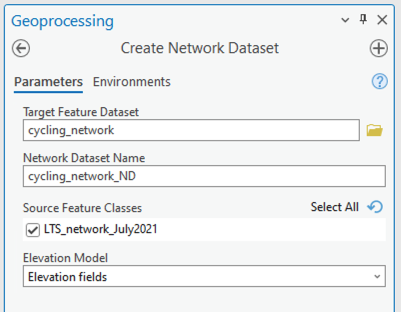 Geoprocessing
Create Network Dataset
Parameters Environments
Target Feature Dataset
cycling_network
Network Dataset Name
cycling_network_ND
Source Feature Classes Select All
LTS_network_July2021
Elevation Model
Elevation fields